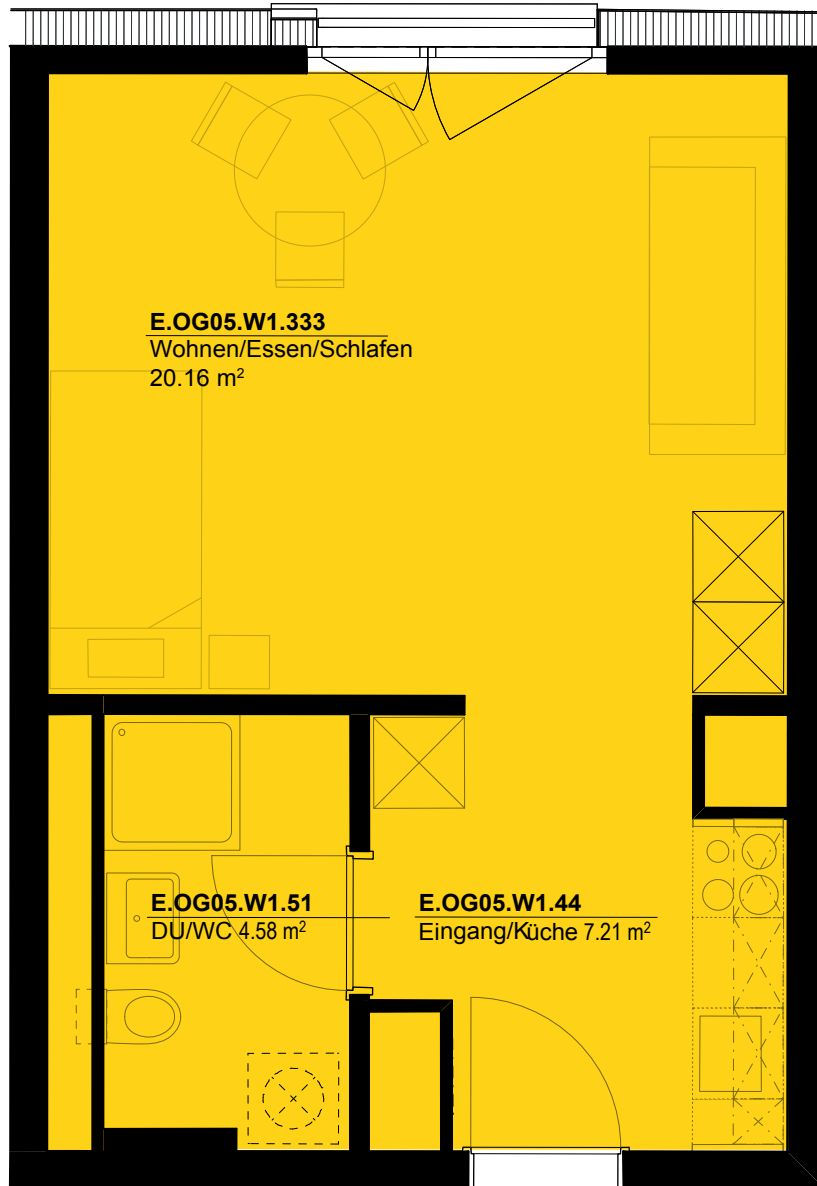 E.OG05.W1.333
Wohnen/Essen/Schlafen
20.16 m²
E.OG05.W1.51
DU/WC 4.58 m²
E.OG05.W1.44
Eingang/Küche 7.21 m²